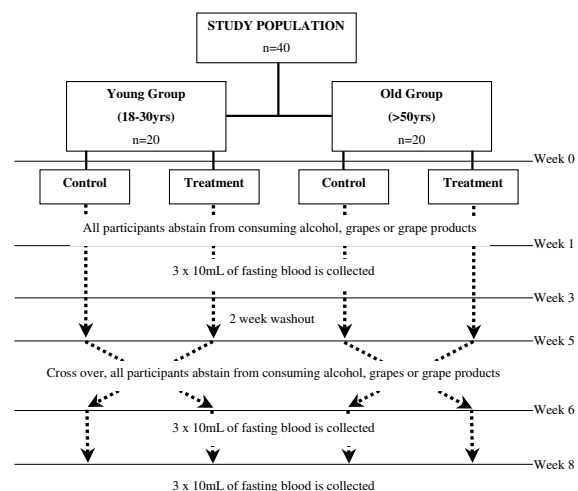 STUDY POPULATION
n=40
Young Group
(18-30yrs)
n=20
Old Group
(>50yrs)
n=20
Week 0
Control
Treatment
Control
Treatment
All participants abstain from consuming alcohol, grapes or grape products
Week 1
3 x 10mL of fasting blood is collected
Week 3
2 week washout
Week 5
Cross over, all participants abstain from consuming alcohol, grapes or grape products
Week 6
3 x 10mL of fasting blood is collected
Week 8
3 x 10mL of fasting blood is collected